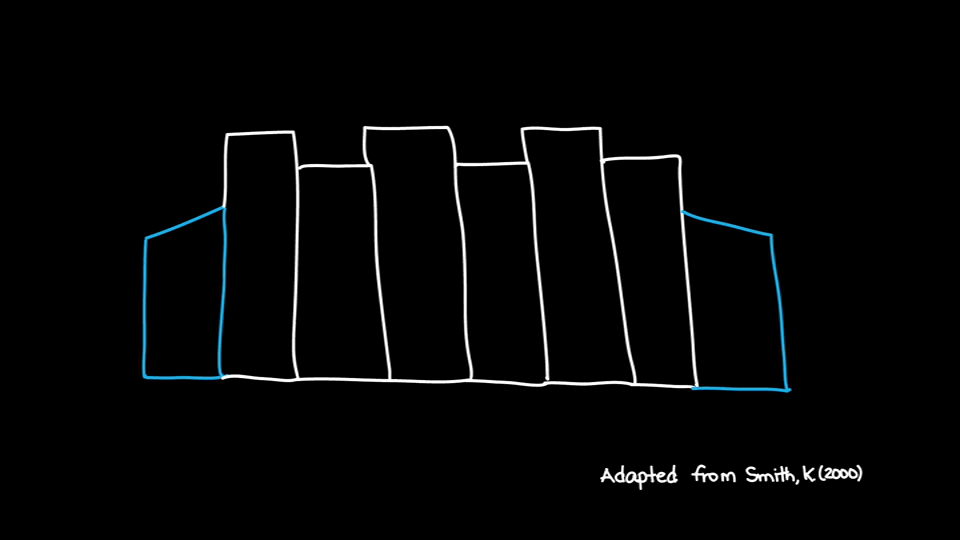 Adapted from Smith, K (2000)